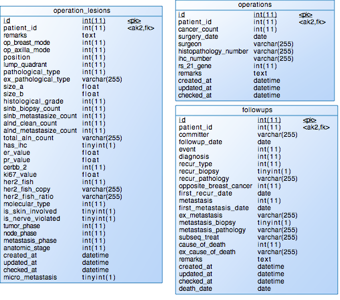 operation_lesions
id int(11) <pk>
patient_id int(11) <ak2,fk>
remarks text
op_breast_mode int(11)
op_axilla_mode int(11)
position int(11)
lump_quadrant int(11)
pathological_type int(11)
ex_pathological_type varchar(255)
size_a float
size_b float
histological_grade int(11)
slnb_biopsy_count int(11)
slnb_metastasize_count int(11)
alnd_clean_count int(11)
alnd_metastasize_count int(11)
total_aln_count varchar(255)
has_ihc tinyint(1)
er_value float
pr_value float
cerbb_2 int(11)
ki67_value float
her2_fish int(11)
her2_fish_copy varchar(255)
her2_fish_ratio varchar(255)
molecular_type int(11)
is_skin_involved tinyint(1)
is_nerve_violated tinyint(1)
tumor_phase int(11)
node_phase int(11)
metastasis_phase int(11)
anatomic_stage int(11)
created_at datetime
updated_at datetime
checked_at datetime
micro_metastasis tinyint(1)
operations
id int(11) <pk>
patient_id int(11) <ak2,fk>
cancer_count int(11)
surgery_date date
surgeon varchar(255)
histopathology_number varchar(255)
ihc_number varchar(255)
rs_21_gene int(11)
remarks text
created_at datetime
updated_at datetime
checked_at datetime
followups
id int(11) <pk>
patient_id int(11) <ak2,fk>
committer varchar(255)
followup_date date
event int(11)
diagnosis int(11)
recur_type int(11)
recur_biopsy tinyint(1)
recur_pathology varchar(255)
opposite_breast_cancer int(11)
first_recur_date date
metastasis int(11)
first_metastasis_date date
ex_metastasis varchar(255)
metastasis_biopsy tinyint(1)
metastasis_pathology varchar(255)
subseq_treat varchar(255)
cause_of_death int(11)
ex_cause_of_death varchar(255)
remarks text
created_at datetime
updated_at datetime
checked_at datetime
death_date date